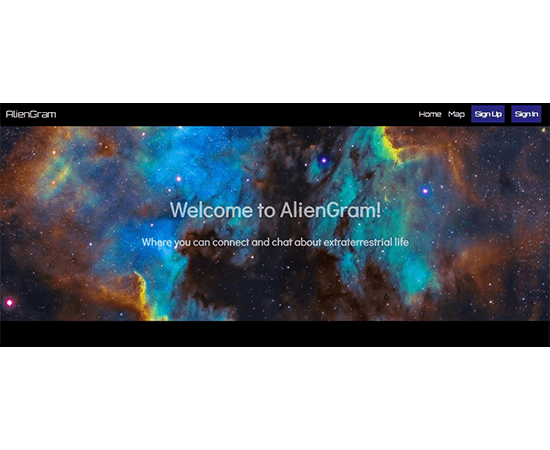 AlienGram Home Map Sign Up Sign In
Welcome to AlienGram!
Where you can connect and chat about extraterrestrial life